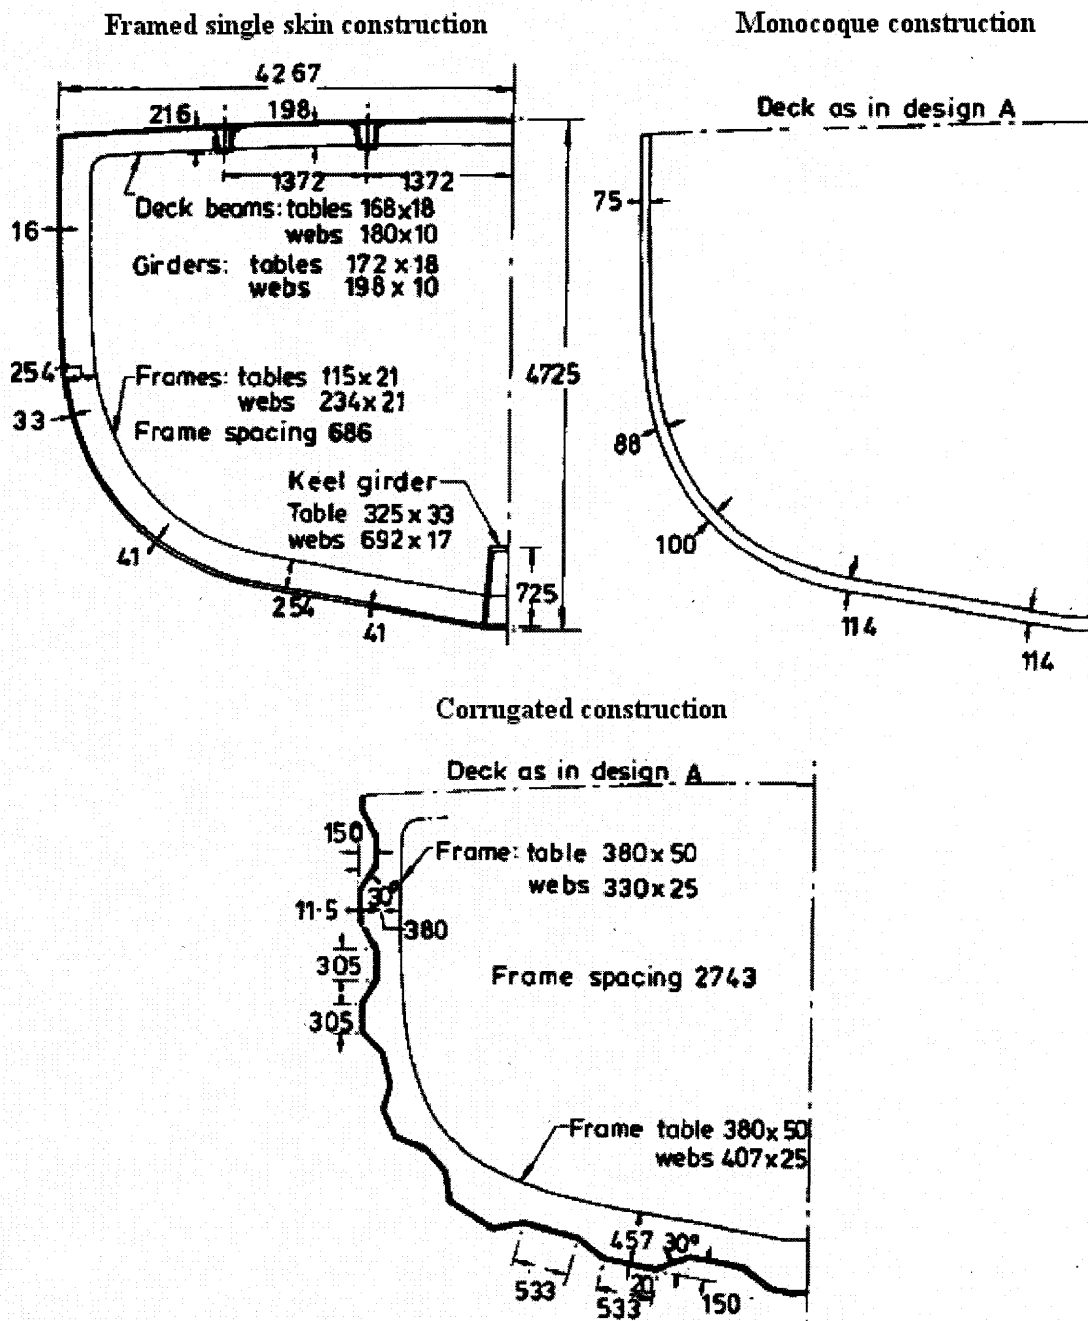 Framed single skin construction
4267
216
198
1372
1372
Deck beams: tables 168x18
webs 180x10
Girders: tables 172 x 18
webs 198 x 10
16
254
Frames: tables 115x21
webs 234x21
Frame spacing 686
33
4725
Keel girder
Table 325 x 33
webs 692 x 17
41
254
41
725
Monocoque construction
Deck as in design A
75
88
100
114
114
Corrugated construction
Deck as in design A
150
Frame: table 380x50
webs 330x25
30°
11·5
380
305
305
Frame spacing 2743
Frame table 380x50
webs 407x25
457
30°
533
533
20
150